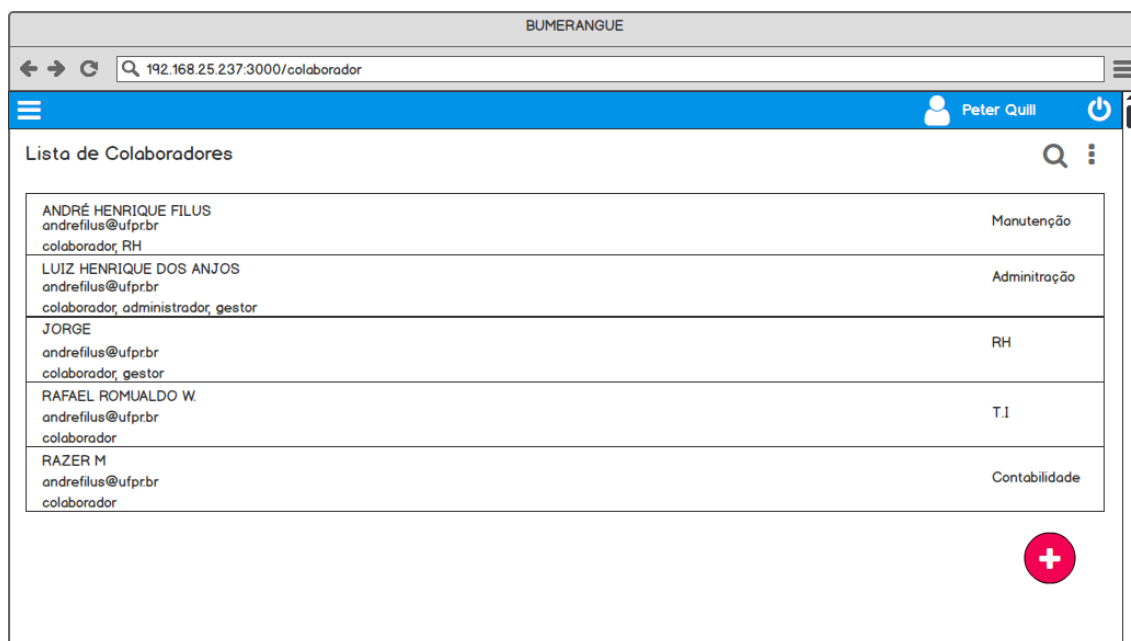 BUMERANGUE
192.168.25.237:3000/colaborador
Peter Quill
Lista de Colaboradores
ANDRÉ HENRIQUE FILUS
andrefilus@ufpr.br
Manutenção
colaborador, RH
LUIZ HENRIQUE DOS ANJOS
andrefilus@ufpr.br
Adminitração
colaborador, administrador, gestor
JORGE
andrefilus@ufpr.br
RH
colaborador, gestor
RAFAEL ROMUALDO W.
andrefilus@ufpr.br
T.I
colaborador
RAZER M
andrefilus@ufpr.br
Contabilidade
colaborador